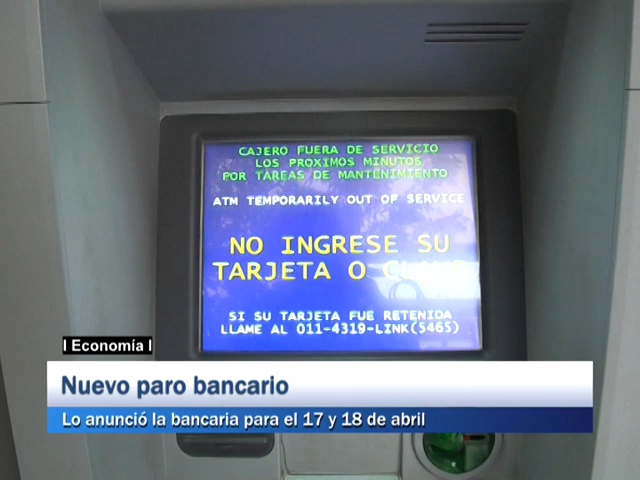 CAJERO FUERA DE SERVICIO
LOS PROXIMOS MINUTOS
POR TAREAS DE MANTENIMIENTO
ATM TEMPORARILY OUT OF SERVICE
NO INGRESE SU
TARJETA O
SI SU TARJETA FUE RETENIDA
LLAME AL 011-4319-LINK(5465)
| Economía |
Nuevo paro bancario
Lo anunció la bancaria para el 17 y 18 de abril